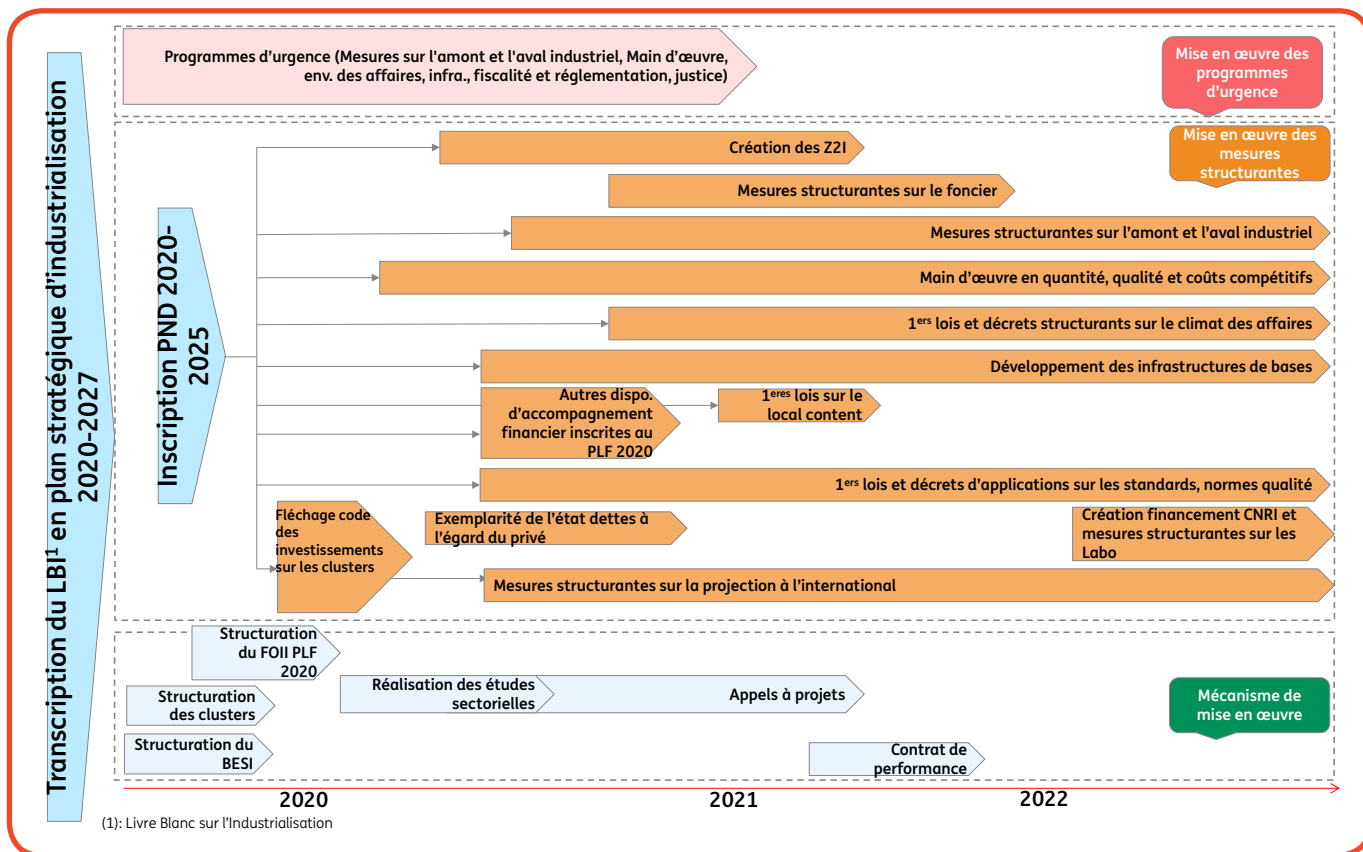 Transcription du LBI¹ en plan stratégique d'industrialisation
2020-2027
Programmes d'urgence (Mesures sur l'amont et l'aval industriel, Main d'œuvre,
env. des affaires, infra., fiscalité et réglementation, justice)
Mise en œuvre des
programmes
d'urgence
Inscription PND 2020-
2025
Création des Z2I
Mise en œuvre des
mesures
structurantes
Mesures structurantes sur le foncier
Mesures structurantes sur l'amont et l'aval industriel
Main d'œuvre en quantité, qualité et coûts compétitifs
1ers lois et décrets structurants sur le climat des affaires
Développement des infrastructures de bases
Autres dispo.
d'accompagnement
financier inscrites au
PLF 2020
1eres lois sur le
local content
1ers lois et décrets d'applications sur les standards, normes qualité
Fléchage code
des
investissements
sur les clusters
Exemplarité de l'état dettes à
l'égard du privé
Création financement CNRI et
mesures structurantes sur les
Labo
Mesures structurantes sur la projection à l'international
Structuration
du FOII PLF
2020
Structuration
des clusters
Réalisation des études
sectorielles
Appels à projets
Mécanisme de
mise en œuvre
Structuration du
BESI
Contrat de
performance
2020
2021
2022
(1): Livre Blanc sur l'Industrialisation